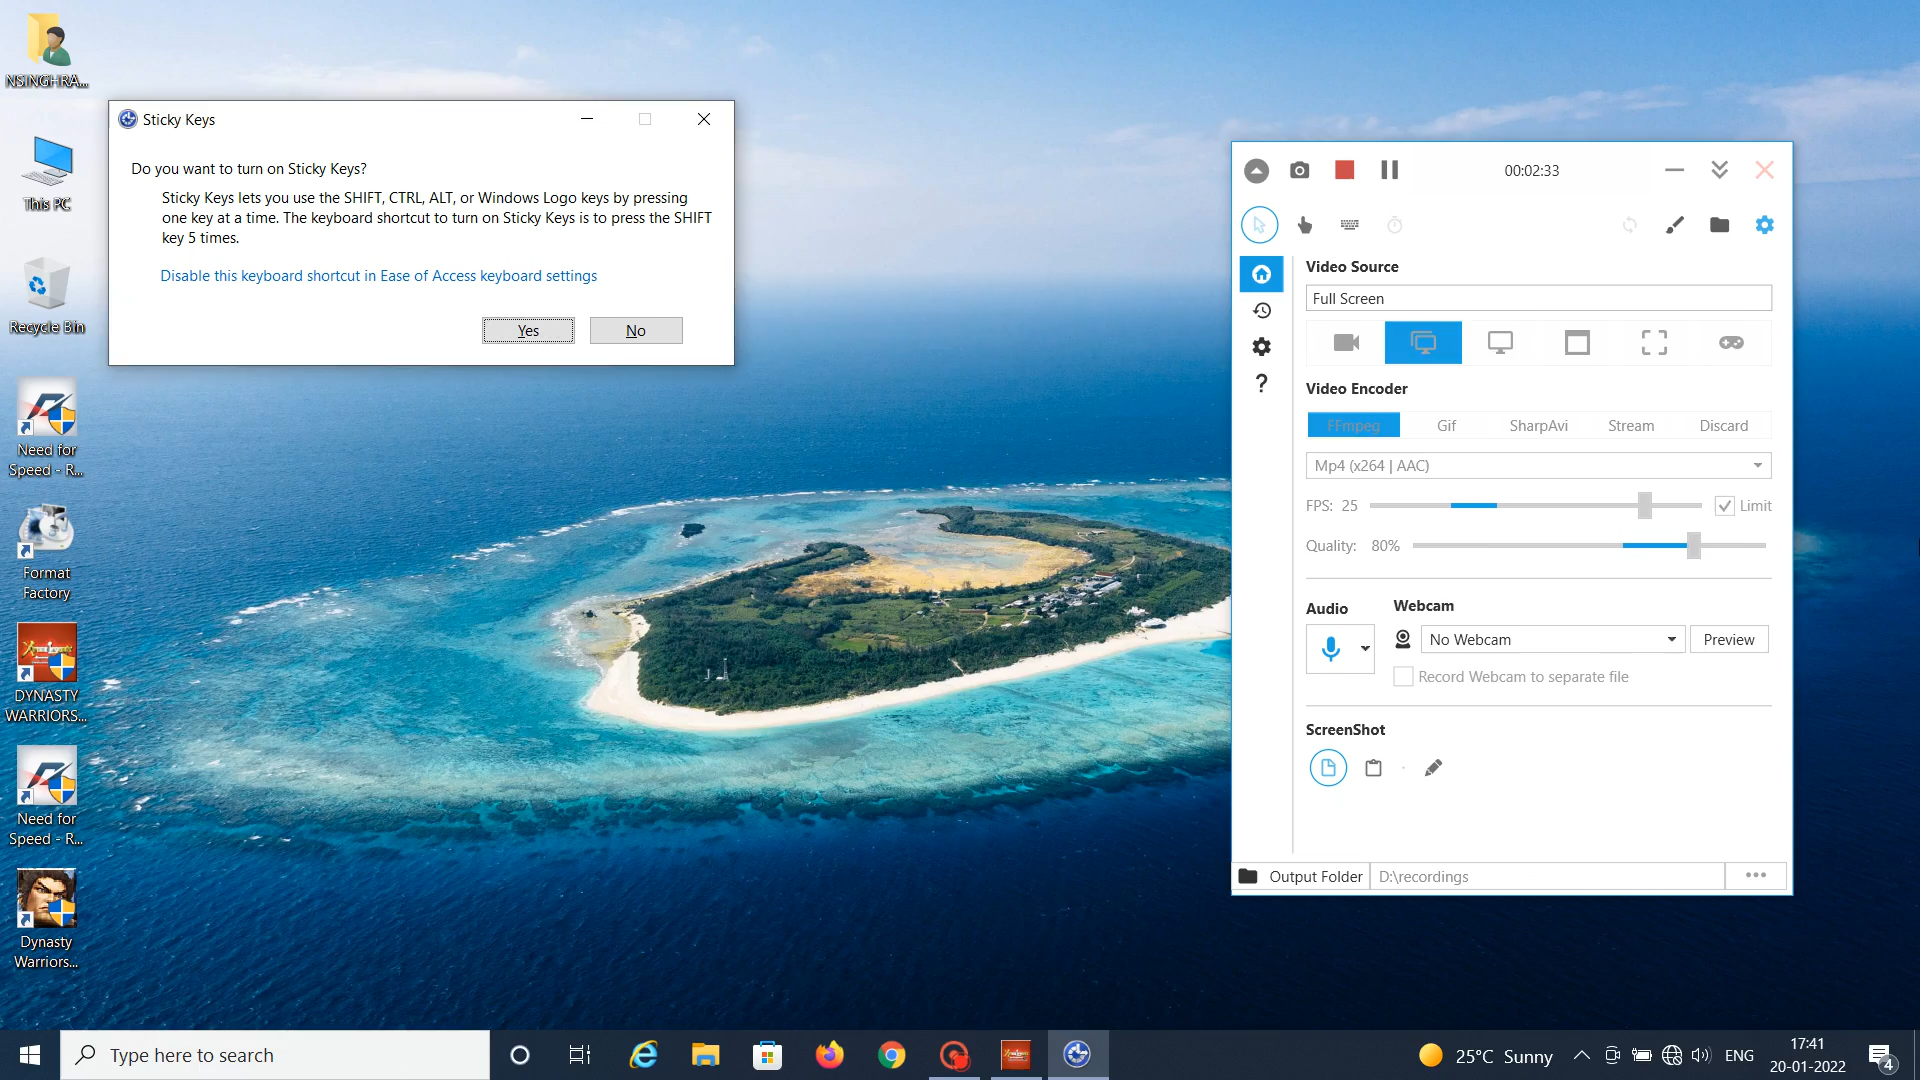 NSINGHRA...
This PC
Recycle Bin
Need for
Speed - R...
Format
Factory
DYNASTY
WARRIORS...
Need for
Speed - R...
Dynasty
Warriors...
Sticky Keys
Do you want to turn on Sticky Keys?
Sticky Keys lets you use the SHIFT, CTRL, ALT, or Windows Logo keys by pressing
one key at a time. The keyboard shortcut to turn on Sticky Keys is to press the SHIFT
key 5 times.
Disable this keyboard shortcut in Ease of Access keyboard settings
Yes No
00:02:33
Video Source
Full Screen
Video Encoder
FFmpeg Gif SharpAvi Stream Discard
Mp4 (x264 | AAC)
FPS: 25 Limit
Quality: 80%
Audio Webcam
No Webcam Preview
Record Webcam to separate file
ScreenShot
Output Folder D:\recordings
Type here to search
25°C Sunny
ENG
17:41
20-01-2022
4